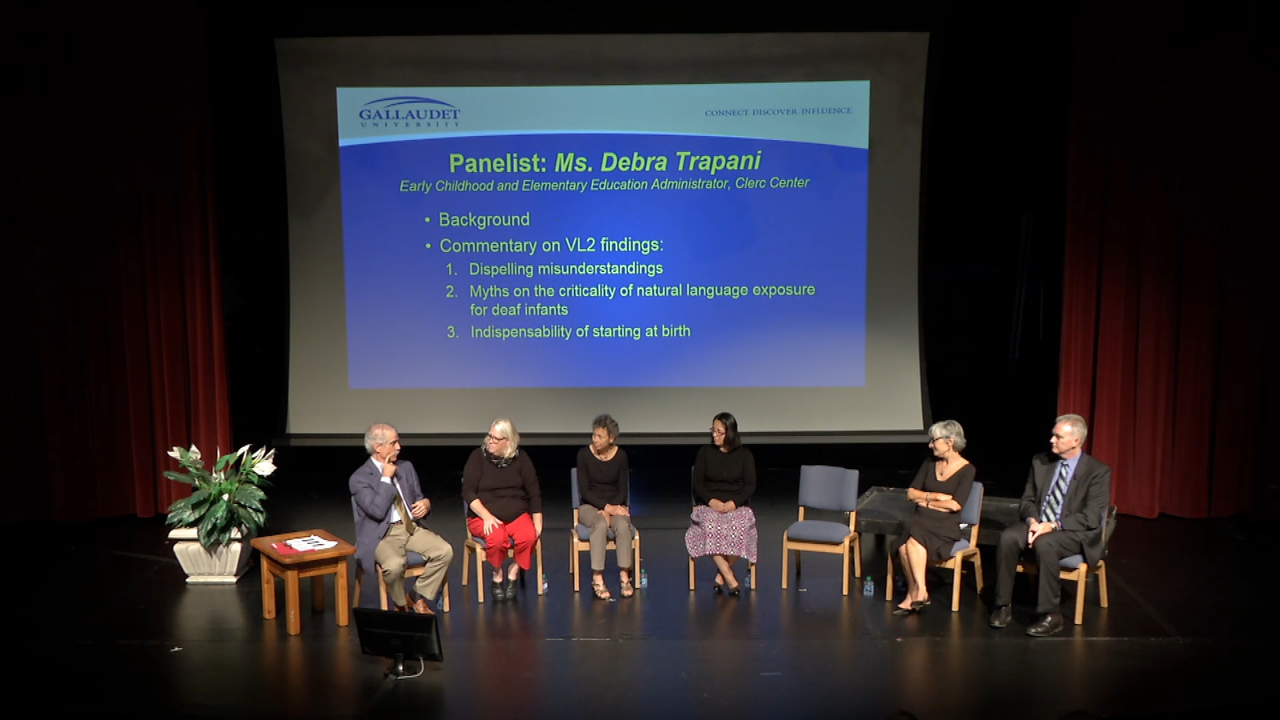 GALLAUDET
UNIVERSITY
CONNECT. DISCOVER. INFLUENCE.
Panelist: Ms. Debra Trapani
Early Childhood and Elementary Education Administrator, Clerc Center
• Background
• Commentary on VL2 findings:
1. Dispelling misunderstandings
2. Myths on the criticality of natural language exposure
for deaf infants
3. Indispensability of starting at birth